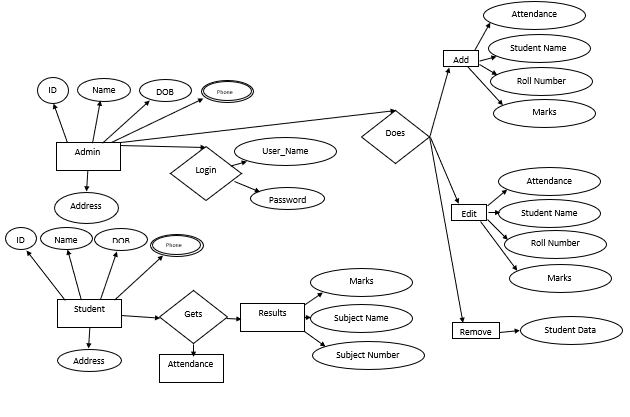 Attendance
Student Name
Add
Roll Number
Marks
ID
Name
DOB
Phone
Does
Admin
User_Name
Login
Password
Address
Attendance
Edit
Student Name
Roll Number
Marks
ID
Name
DOB
Phone
Marks
Student
Gets
Results
Subject Name
Subject Number
Remove
Student Data
Address
Attendance